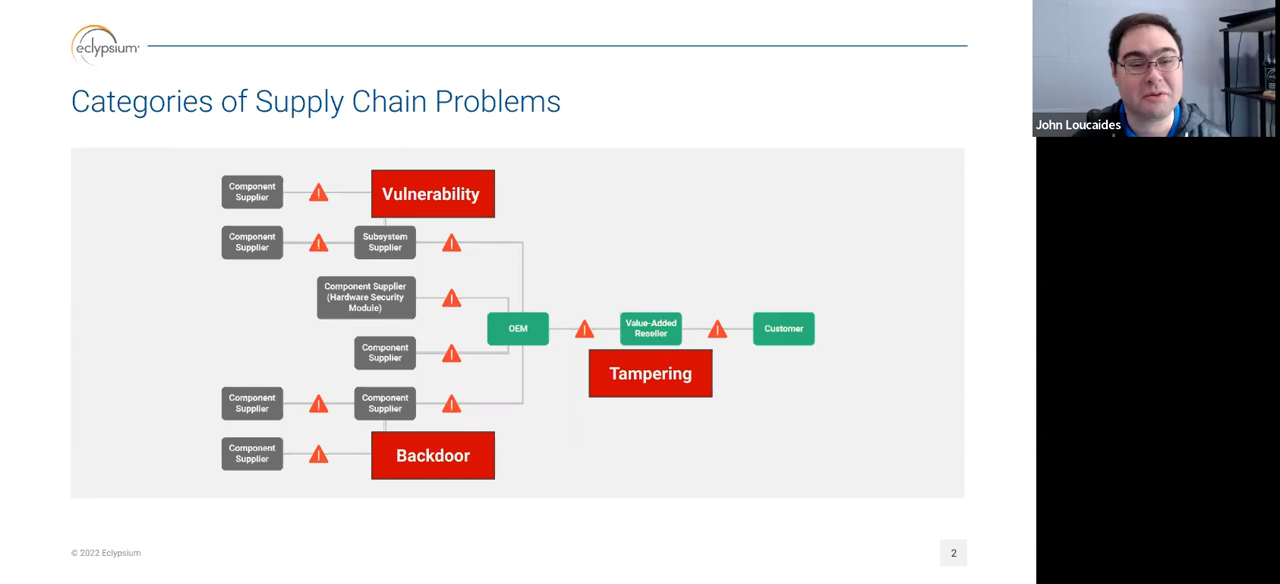 eclypsium
Categories of Supply Chain Problems
John Loucaides
Component
Supplier
Vulnerability
Component
Supplier
Subsystem
Supplier
Component Supplier
(Hardware Security
Module)
OEM
Value-Added
Reseller
Customer
Component
Supplier
Tampering
Component
Supplier
Component
Supplier
Component
Supplier
Backdoor
© 2022 Eclypsium
2